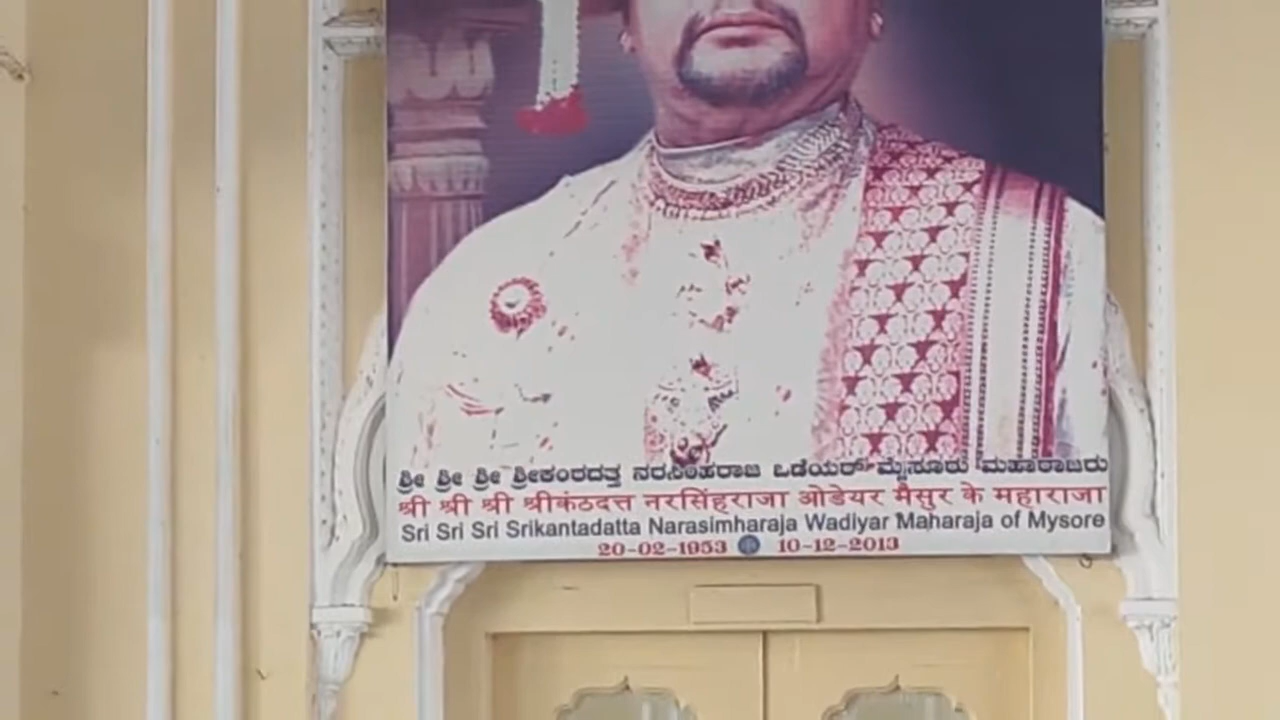 ಶ್ರೀ ಶ್ರೀ ಶ್ರೀ ಶ್ರೀಕಂಠದತ್ತ ನರಸಿಂಹರಾಜ ಒಡೆಯರ್ ಮೈಸೂರು ಮಹಾರಾಜರು
श्री श्री श्री श्रीकंठदत्त नरसिंहराजा ओडेयर मैसुर के महाराजा
Sri Sri Sri Srikantadatta Narasimharaja Wadiyar Maharaja of Mysore
20-02-1953 10-12-2013